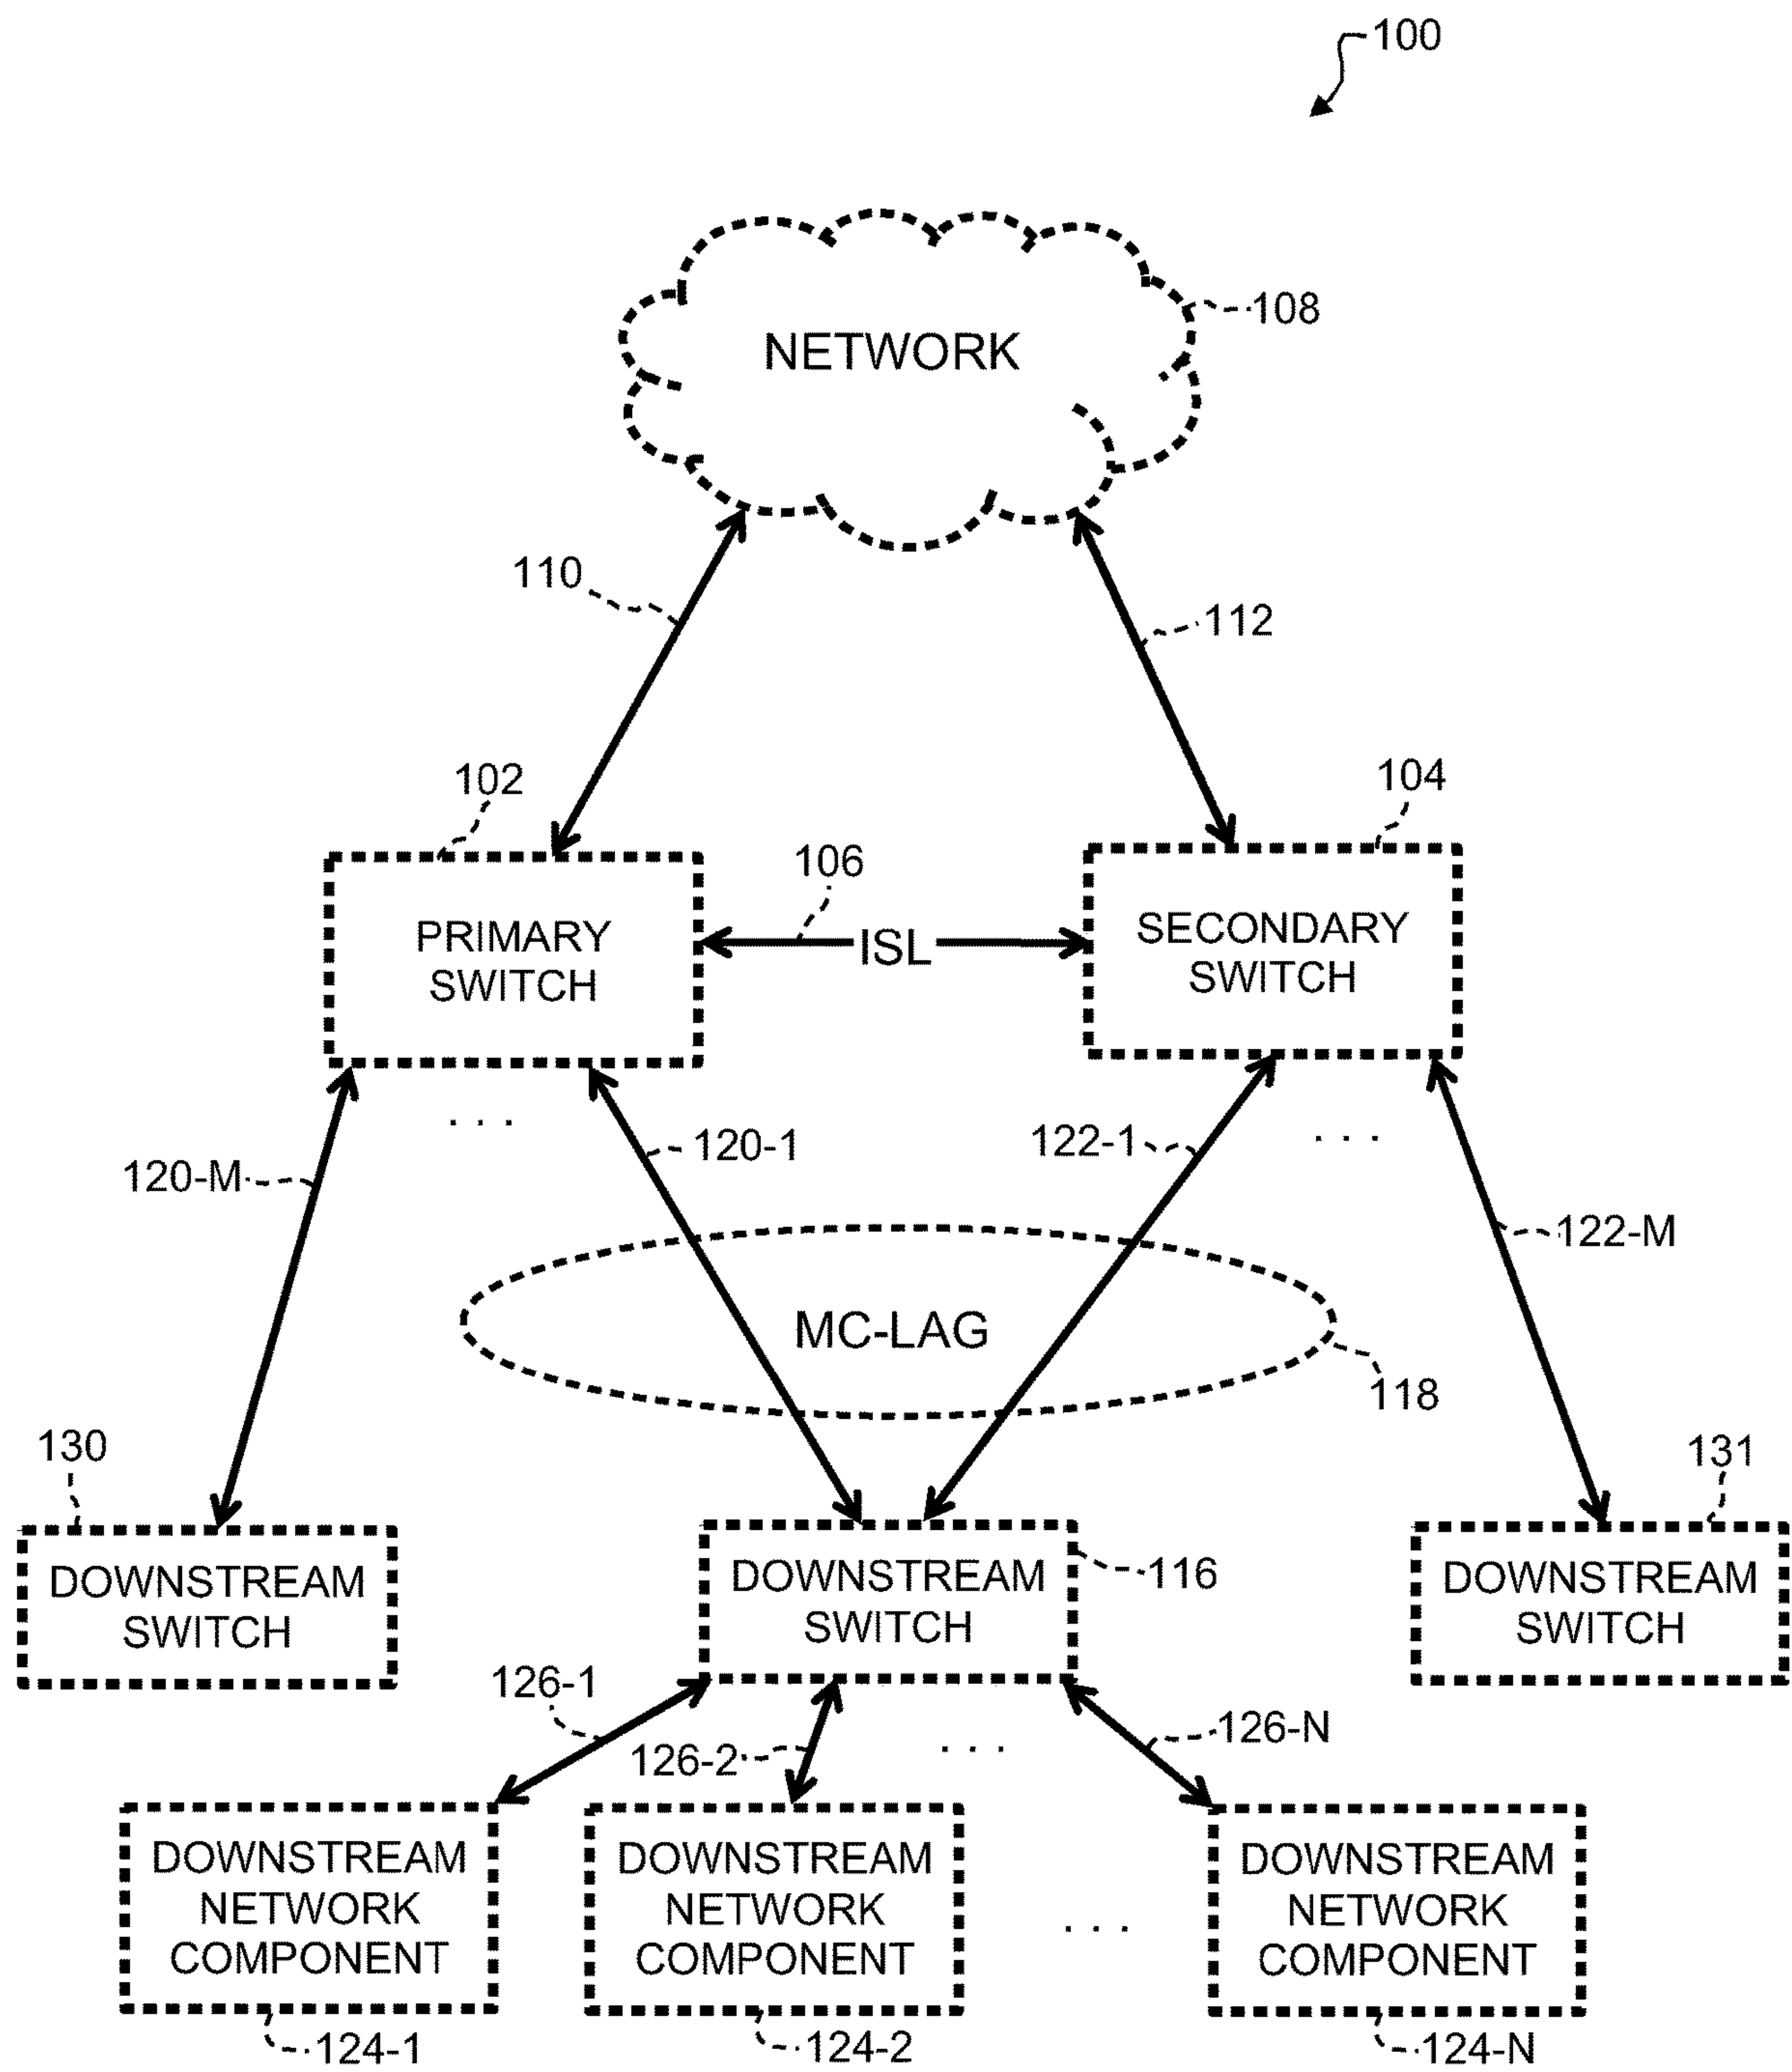 100
108
NETWORK
110
112
102
104
106
PRIMARY
SWITCH
ISL
SECONDARY
SWITCH
. . .
. . .
120-M
120-1
122-1
122-M
MC-LAG
118
130
131
DOWNSTREAM
SWITCH
DOWNSTREAM
SWITCH
116
DOWNSTREAM
SWITCH
126-1
126-2
. . .
126-N
DOWNSTREAM
NETWORK
COMPONENT
DOWNSTREAM
NETWORK
COMPONENT
. . .
DOWNSTREAM
NETWORK
COMPONENT
124-1
124-2
124-N